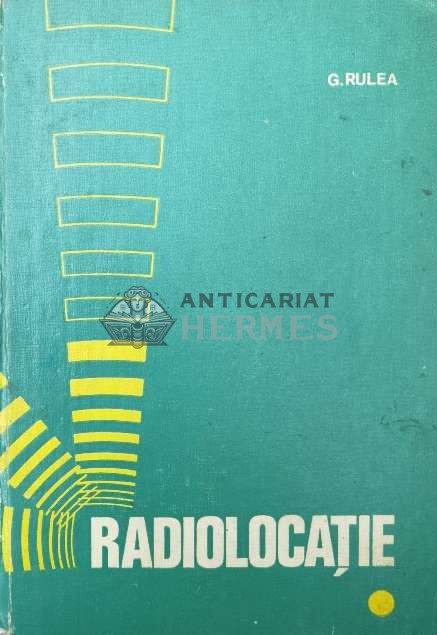 G.RULEA
ANTICARIAT
HERMES
RADIOLOCAȚIE